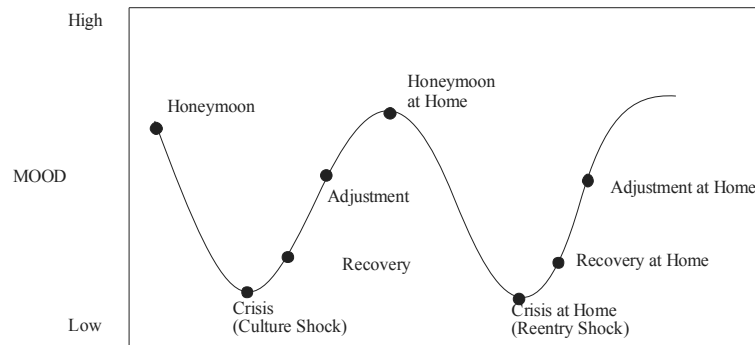 High
Honeymoon
at Home
Honeymoon
MOOD
Adjustment at Home
Adjustment
Recovery
Recovery at Home
Crisis
(Culture Shock)
Crisis at Home
(Reentry Shock)
Low